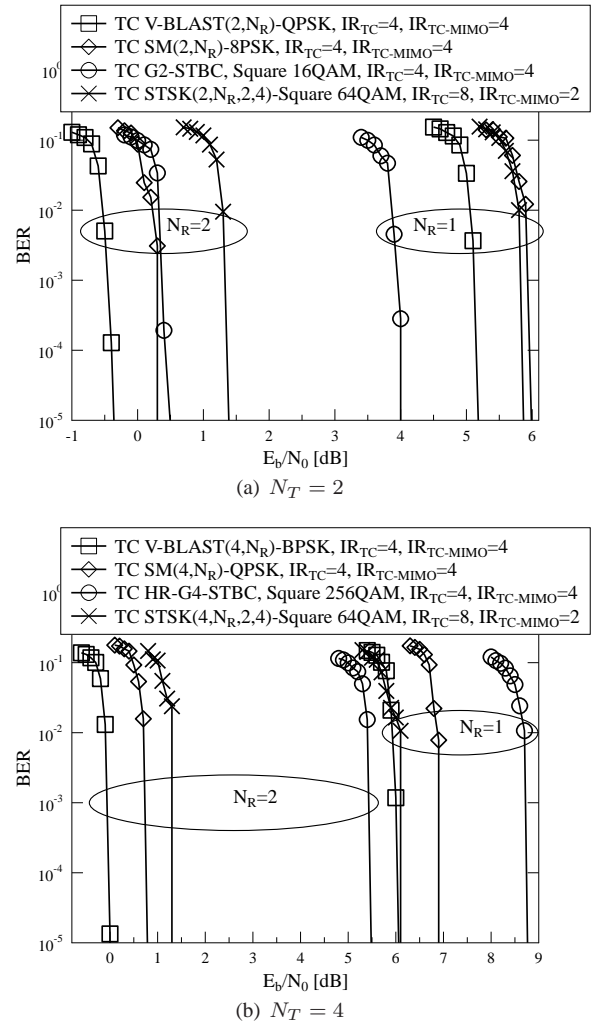 TC V-BLAST(2,N_R)-QPSK, IR_TC=4, IR_TC-MIMO=4
TC SM(2,N_R)-8PSK, IR_TC=4, IR_TC-MIMO=4
TC G2-STBC, Square 16QAM, IR_TC=4, IR_TC-MIMO=4
TC STSK(2,N_R,2,4)-Square 64QAM, IR_TC=8, IR_TC-MIMO=2
10^0
10^-1
10^-2
10^-3
10^-4
10^-5
BER
N_R=2
N_R=1
-1 0 1 2 3 4 5 6
E_b/N_0 [dB]
(a) N_T = 2
TC V-BLAST(4,N_R)-BPSK, IR_TC=4, IR_TC-MIMO=4
TC SM(4,N_R)-QPSK, IR_TC=4, IR_TC-MIMO=4
TC HR-G4-STBC, Square 256QAM, IR_TC=4, IR_TC-MIMO=4
TC STSK(4,N_R,2,4)-Square 64QAM, IR_TC=8, IR_TC-MIMO=2
10^0
10^-1
10^-2
10^-3
10^-4
10^-5
BER
N_R=1
N_R=2
0 1 2 3 4 5 6 7 8 9
E_b/N_0 [dB]
(b) N_T = 4